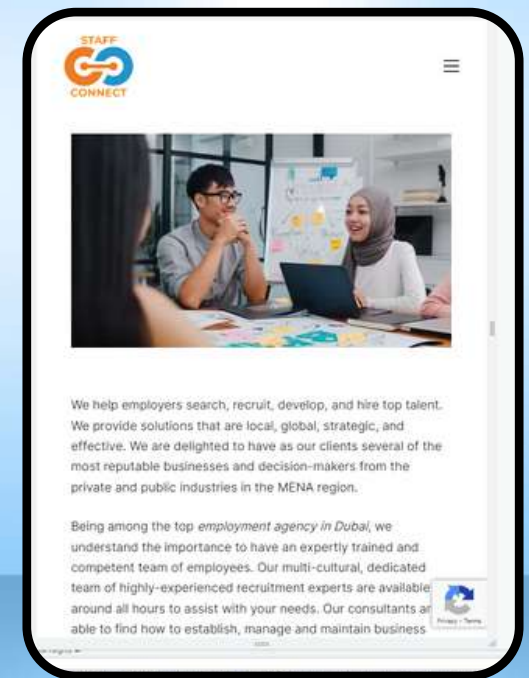 STAFF
CONNECT
We help employers search, recruit, develop, and hire top talent.
We provide solutions that are local, global, strategic, and
effective. We are delighted to have as our clients several of the
most reputable businesses and decision-makers from the
private and public industries in the MENA region.
Being among the top employment agency in Dubai, we
understand the importance to have an expertly trained and
competent team of employees. Our multi-cultural, dedicated
team of highly-experienced recruitment experts are available
around all hours to assist with your needs. Our consultants
able to find how to establish, manage and maintain business
Privacy - Terms